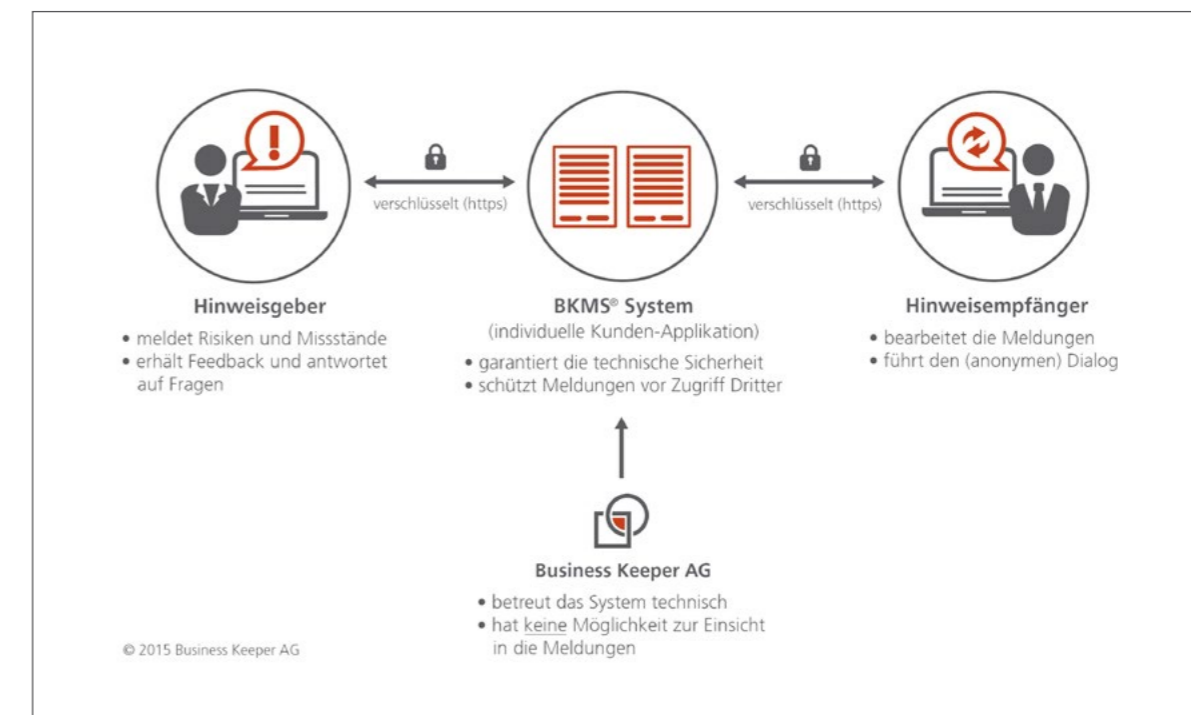 verschlüsselt (https)
verschlüsselt (https)
Hinweisgeber
• meldet Risiken und Missstände
• erhält Feedback und antwortet
auf Fragen
BKMS® System
(individuelle Kunden-Applikation)
• garantiert die technische Sicherheit
• schützt Meldungen vor Zugriff Dritter
Hinweisempfänger
• bearbeitet die Meldungen
• führt den (anonymen) Dialog
Business Keeper AG
• betreut das System technisch
• hat keine Möglichkeit zur Einsicht
in die Meldungen
© 2015 Business Keeper AG